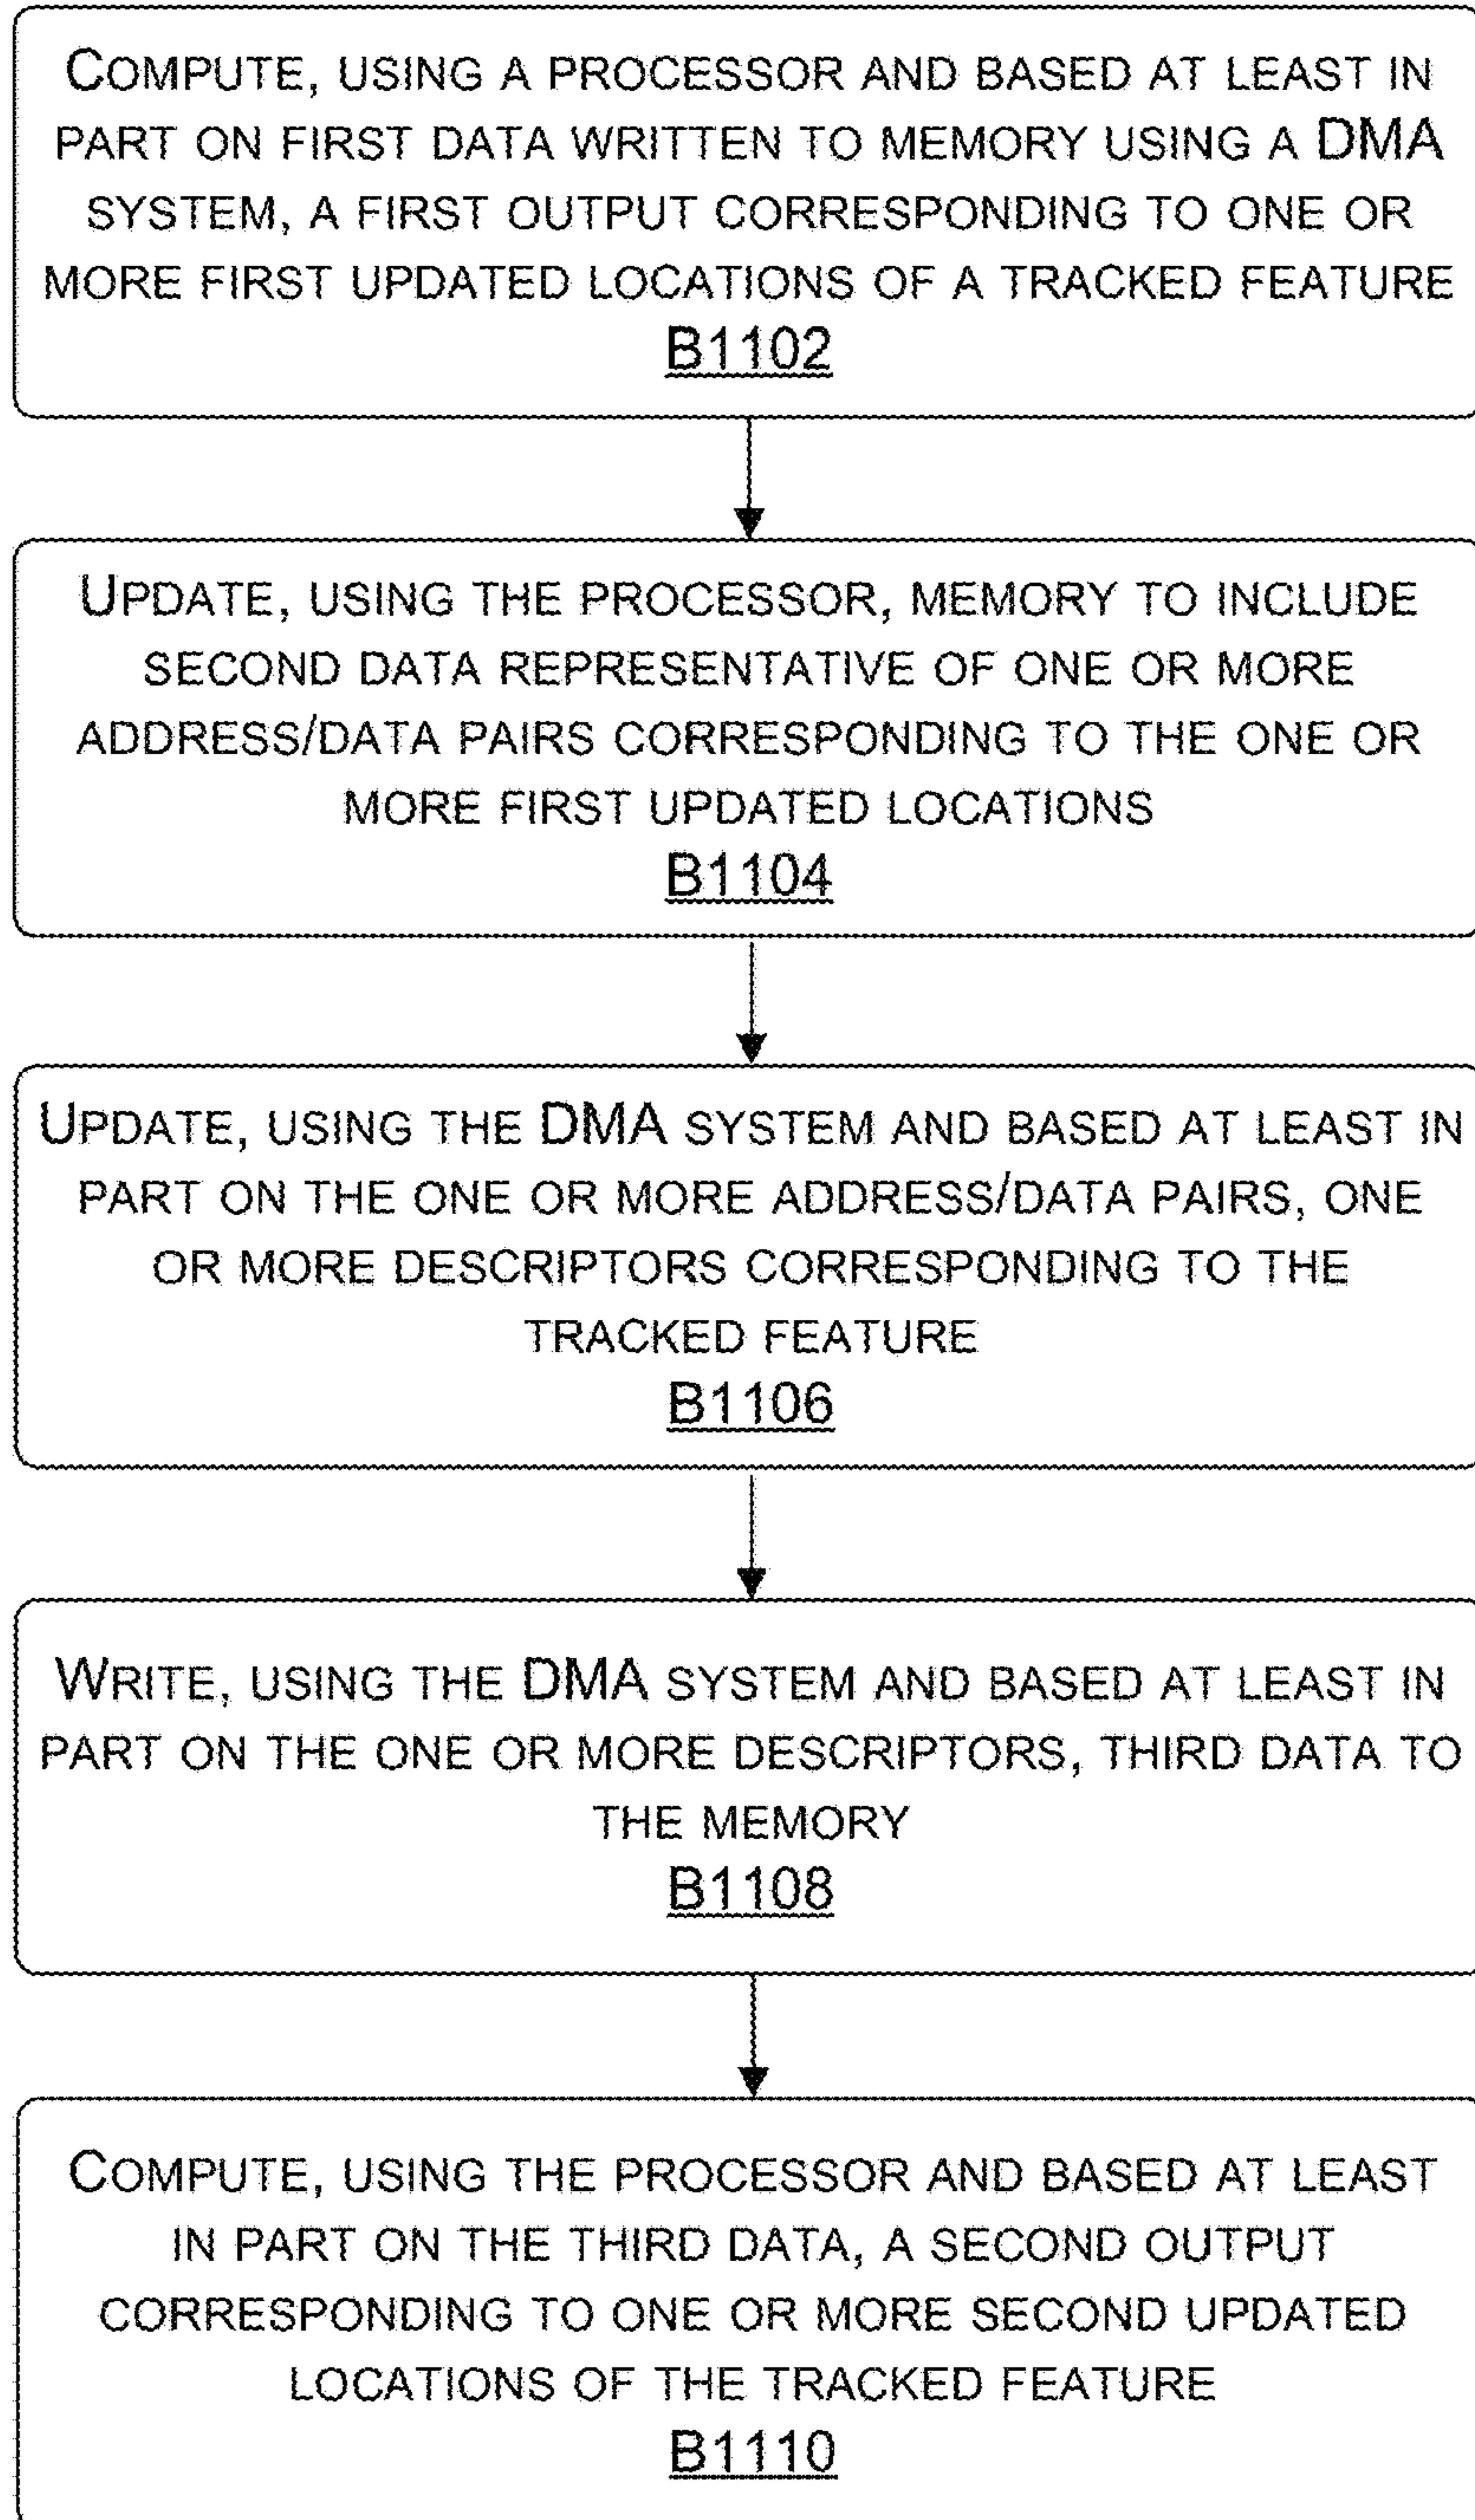 COMPUTE, USING A PROCESSOR AND BASED AT LEAST IN
PART ON FIRST DATA WRITTEN TO MEMORY USING A DMA
SYSTEM, A FIRST OUTPUT CORRESPONDING TO ONE OR
MORE FIRST UPDATED LOCATIONS OF A TRACKED FEATURE
B1102
UPDATE, USING THE PROCESSOR, MEMORY TO INCLUDE
SECOND DATA REPRESENTATIVE OF ONE OR MORE
ADDRESS/DATA PAIRS CORRESPONDING TO THE ONE OR
MORE FIRST UPDATED LOCATIONS
B1104
UPDATE, USING THE DMA SYSTEM AND BASED AT LEAST IN
PART ON THE ONE OR MORE ADDRESS/DATA PAIRS, ONE
OR MORE DESCRIPTORS CORRESPONDING TO THE
TRACKED FEATURE
B1106
WRITE, USING THE DMA SYSTEM AND BASED AT LEAST IN
PART ON THE ONE OR MORE DESCRIPTORS, THIRD DATA TO
THE MEMORY
B1108
COMPUTE, USING THE PROCESSOR AND BASED AT LEAST
IN PART ON THE THIRD DATA, A SECOND OUTPUT
CORRESPONDING TO ONE OR MORE SECOND UPDATED
LOCATIONS OF THE TRACKED FEATURE
B1110